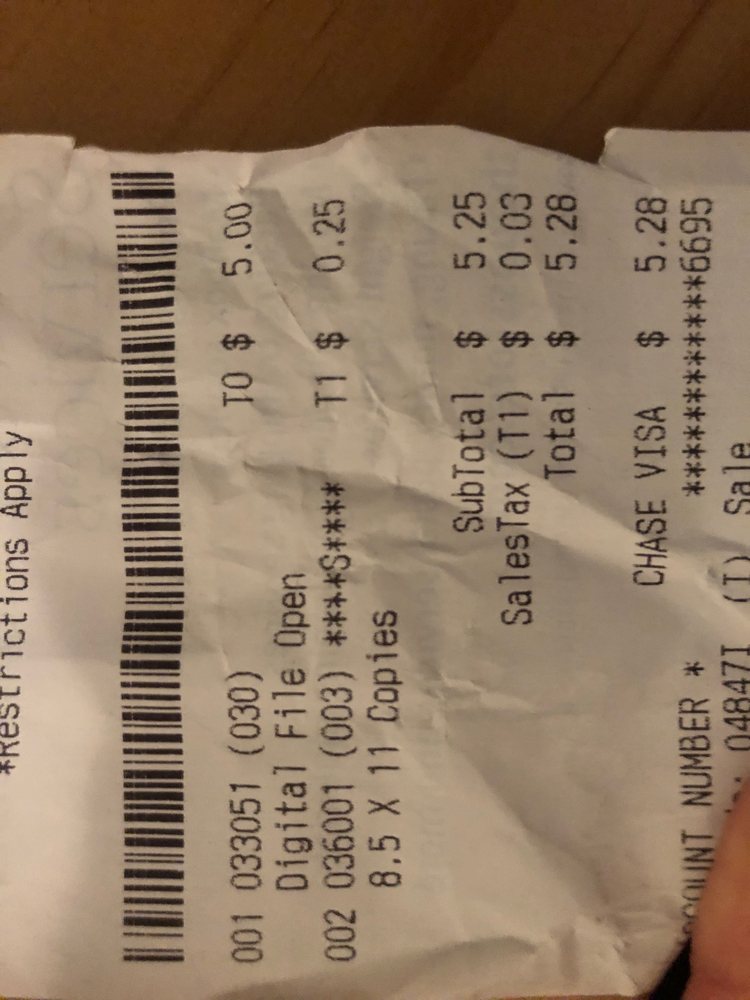 *Restrictions Apply
001 033051 (030) T0 $ 5.00
Digital File Open
002 036001 (003) ****S**** T1 $ 0.25
8.5 X 11 Copies
SubTotal $ 5.25
SalesTax (T1) $ 0.03
Total $ 5.28
CHASE VISA $ 5.28
NUMBER * ************6695
04847I (I) Sale